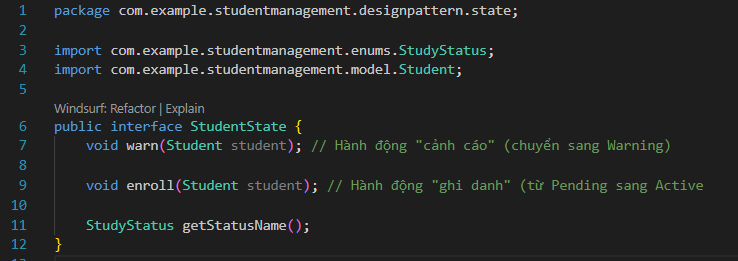 1 package com.example.studentmanagement.designpattern.state;
2
3 import com.example.studentmanagement.enums.StudyStatus;
4 import com.example.studentmanagement.model.Student;
5
Windsurf: Refactor | Explain
6 public interface StudentState {
7 void warn(Student student); // Hành động "cảnh cáo" (chuyển sang Warning)
8
9 void enroll(Student student); // Hành động "ghi danh" (từ Pending sang Active
10
11 StudyStatus getStatusName();
12 }